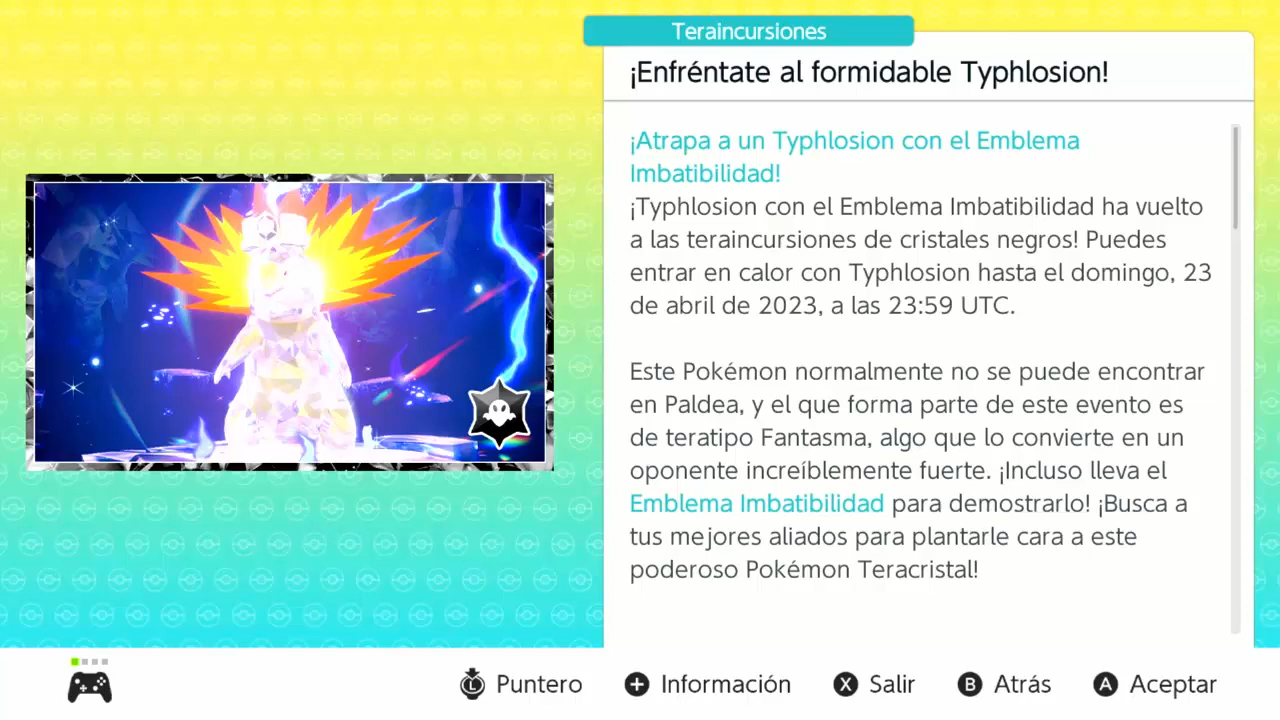 Teraincursiones
¡Enfréntate al formidable Typhlosion!
¡Atrapa a un Typhlosion con el Emblema
Imbatibilidad!
¡Typhlosion con el Emblema Imbatibilidad ha vuelto
a las teraincursiones de cristales negros! Puedes
entrar en calor con Typhlosion hasta el domingo, 23
de abril de 2023, a las 23:59 UTC.
Este Pokémon normalmente no se puede encontrar
en Paldea, y el que forma parte de este evento es
de teratipo Fantasma, algo que lo convierte en un
oponente increíblemente fuerte. ¡Incluso lleva el
Emblema Imbatibilidad para demostrarlo! ¡Busca a
tus mejores aliados para plantarle cara a este
poderoso Pokémon Teracristal!
L Puntero + Información X Salir B Atrás A Aceptar